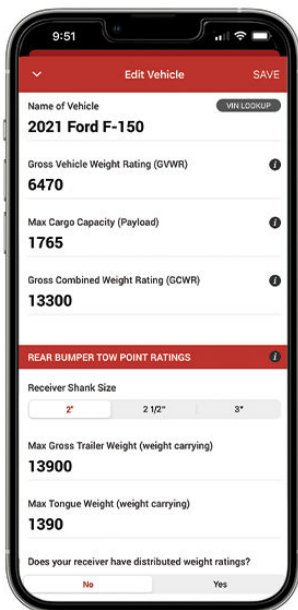 9:51
Edit Vehicle SAVE
Name of Vehicle VIN LOOKUP
2021 Ford F-150
Gross Vehicle Weight Rating (GVWR)
6470
Max Cargo Capacity (Payload)
1765
Gross Combined Weight Rating (GCWR)
13300
REAR BUMPER TOW POINT RATINGS
Receiver Shank Size
2" 2 1/2" 3"
Max Gross Trailer Weight (weight carrying)
13900
Max Tongue Weight (weight carrying)
1390
Does your receiver have distributed weight ratings?
No Yes